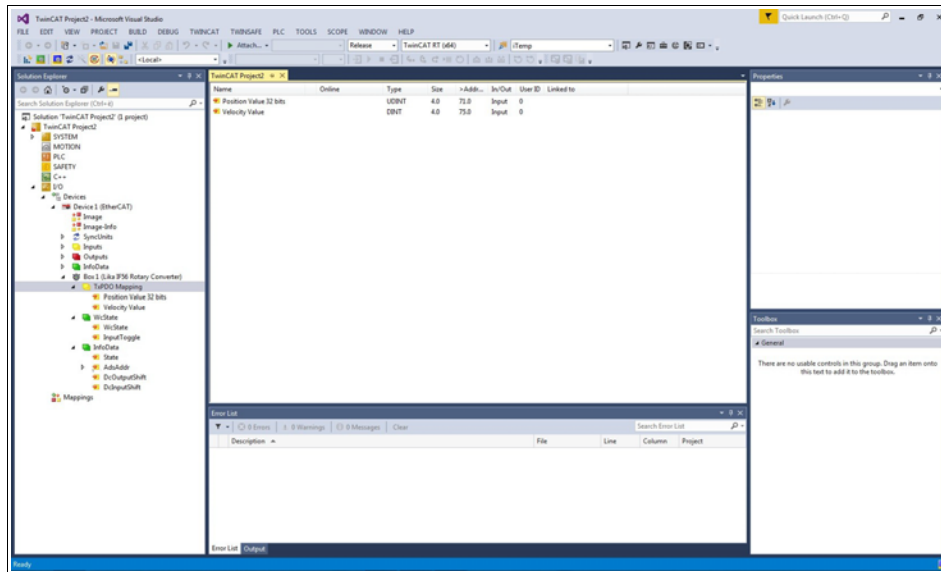 TwinCAT Project2 - Microsoft Visual Studio
Quick Launch (Ctrl+Q)
FILE EDIT VIEW PROJECT BUILD DEBUG TWINCAT TWINSAFE PLC TOOLS SCOPE WINDOW HELP
Attach... Release TwinCAT RT (x64) iTemp
<Local>
Solution Explorer
Search Solution Explorer (Ctrl+è)
Solution 'TwinCAT Project2' (1 project)
TwinCAT Project2
SYSTEM
MOTION
PLC
SAFETY
C++
I/O
Devices
Device 1 (EtherCAT)
Image
Image-Info
SyncUnits
Inputs
Outputs
InfoData
Box 1 (Lika IF56 Rotary Converter)
TxPDO Mapping
Position Value 32 bits
Velocity Value
WcState
WcState
InputToggle
InfoData
State
AdsAddr
DcOutputShift
DcInputShift
Mappings
TwinCAT Project2
Name Online Type Size >Addr... In/Out User ID Linked to
Position Value 32 bits UDINT 4.0 71.0 Input 0
Velocity Value DINT 4.0 75.0 Input 0
Error List
0 Errors 0 Warnings 0 Messages Clear Search Error List
Description File Line Column Project
Error List Output
Properties
Toolbox
Search Toolbox
General
There are no usable controls in this group. Drag an item onto
this text to add it to the toolbox.
Ready